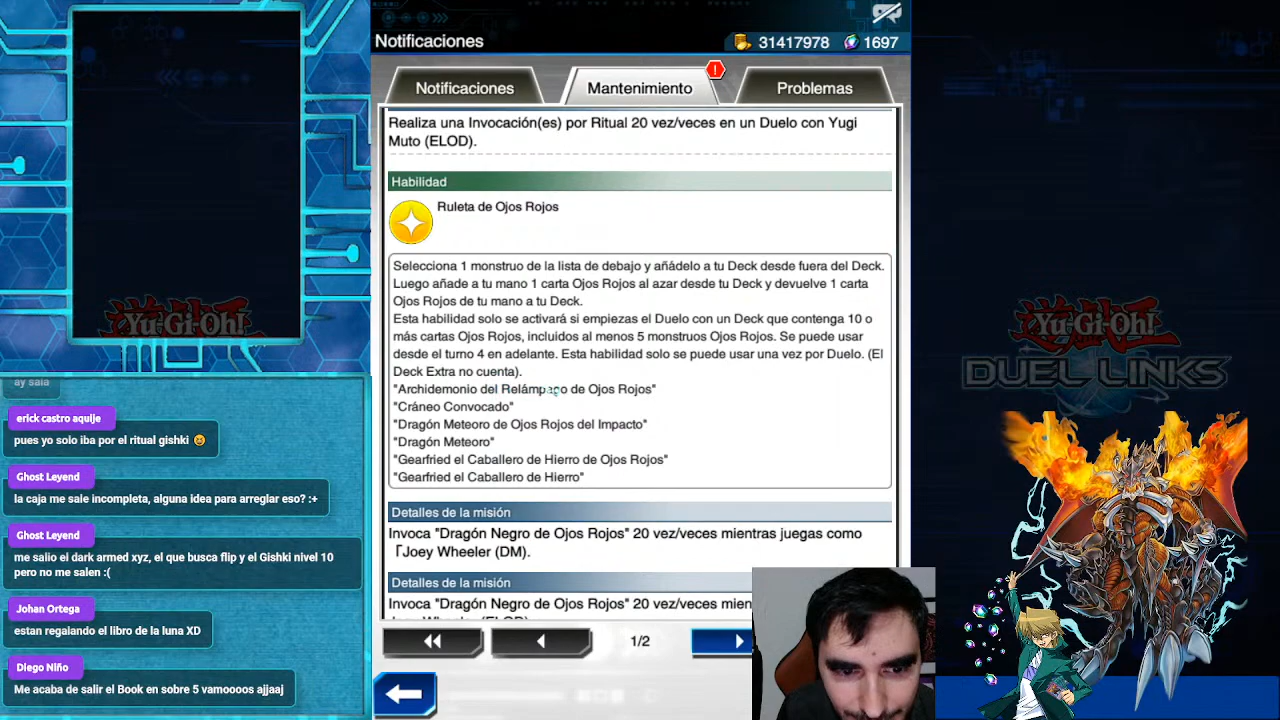 Notificaciones
31417978
1697
Notificaciones
Mantenimiento
!
Problemas
Realiza una Invocación(es) por Ritual 20 vez/veces en un Duelo con Yugi
Muto (ELOD).
Habilidad
Ruleta de Ojos Rojos
Selecciona 1 monstruo de la lista de debajo y añádelo a tu Deck desde fuera del Deck.
Luego añade a tu mano 1 carta Ojos Rojos al azar desde tu Deck y devuelve 1 carta
Ojos Rojos de tu mano a tu Deck.
Esta habilidad solo se activará si empiezas el Duelo con un Deck que contenga 10 o
más cartas Ojos Rojos, incluidos al menos 5 monstruos Ojos Rojos. Se puede usar
desde el turno 4 en adelante. Esta habilidad solo se puede usar una vez por Duelo. (El
Deck Extra no cuenta).
"Archidemonio del Relámpago de Ojos Rojos"
"Cráneo Convocado"
"Dragón Meteoro de Ojos Rojos del Impacto"
"Dragón Meteoro"
"Gearfried el Caballero de Hierro de Ojos Rojos"
"Gearfried el Caballero de Hierro"
Detalles de la misión
Invoca "Dragón Negro de Ojos Rojos" 20 vez/veces mientras juegas como
「Joey Wheeler (DM).
Detalles de la misión
Invoca "Dragón Negro de Ojos Rojos" 20 vez/veces
1/2
Yu-Gi-Oh!
ay sala
erick castro aquije
pues yo solo iba por el ritual gishki
Ghost Leyend
la caja me sale incompleta, alguna idea para arreglar eso? :+
Ghost Leyend
me salio el dark armed xyz, el que busca flip y el Gishki nivel 10
pero no me salen :(
Johan Ortega
estan regalando el libro de la luna XD
Diego Niño
Me acaba de salir el Book en sobre 5 vamoooos ajjaaj
Yu-Gi-Oh!
DUEL LINKS